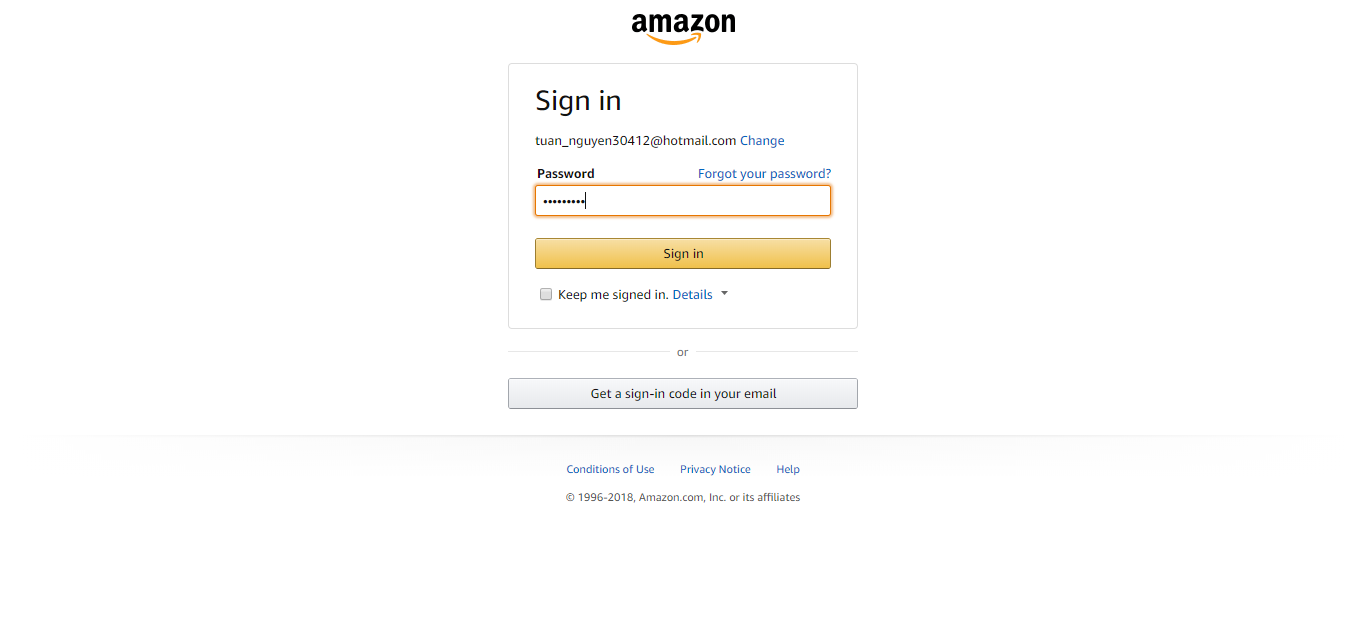 amazon
Sign in
tuan_nguyen30412@hotmail.com Change
Password Forgot your password?
•••••••••
Sign in
Keep me signed in. Details
or
Get a sign-in code in your email
Conditions of Use Privacy Notice Help
© 1996-2018, Amazon.com, Inc. or its affiliates